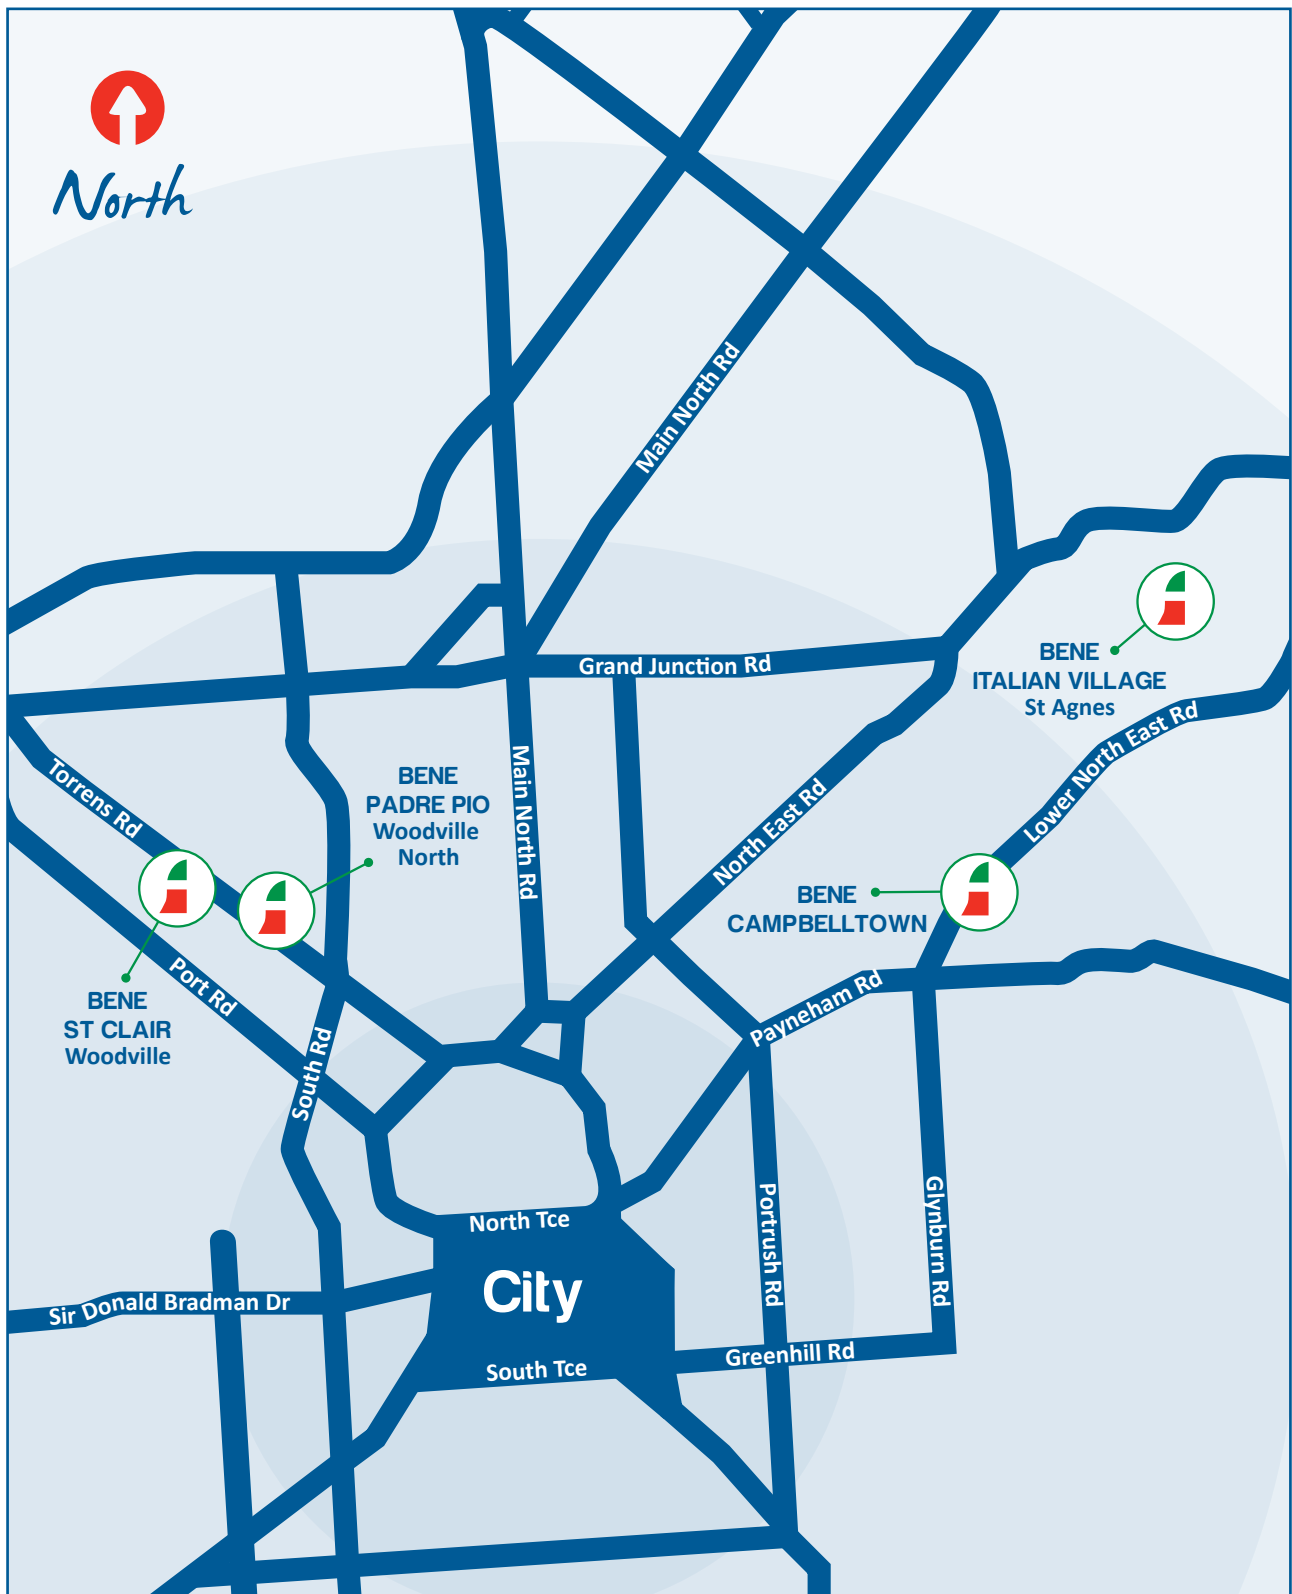 North
Main North Rd
Grand Junction Rd
BENE
ITALIAN VILLAGE
St Agnes
Lower North East Rd
Torrens Rd
BENE
PADRE PIO
Woodville
North
Main North Rd
North East Rd
BENE
CAMPBELLTOWN
Port Rd
BENE
ST CLAIR
Woodville
South Rd
Payneham Rd
North Tce
Portrush Rd
Glynburn Rd
City
Sir Donald Bradman Dr
South Tce
Greenhill Rd